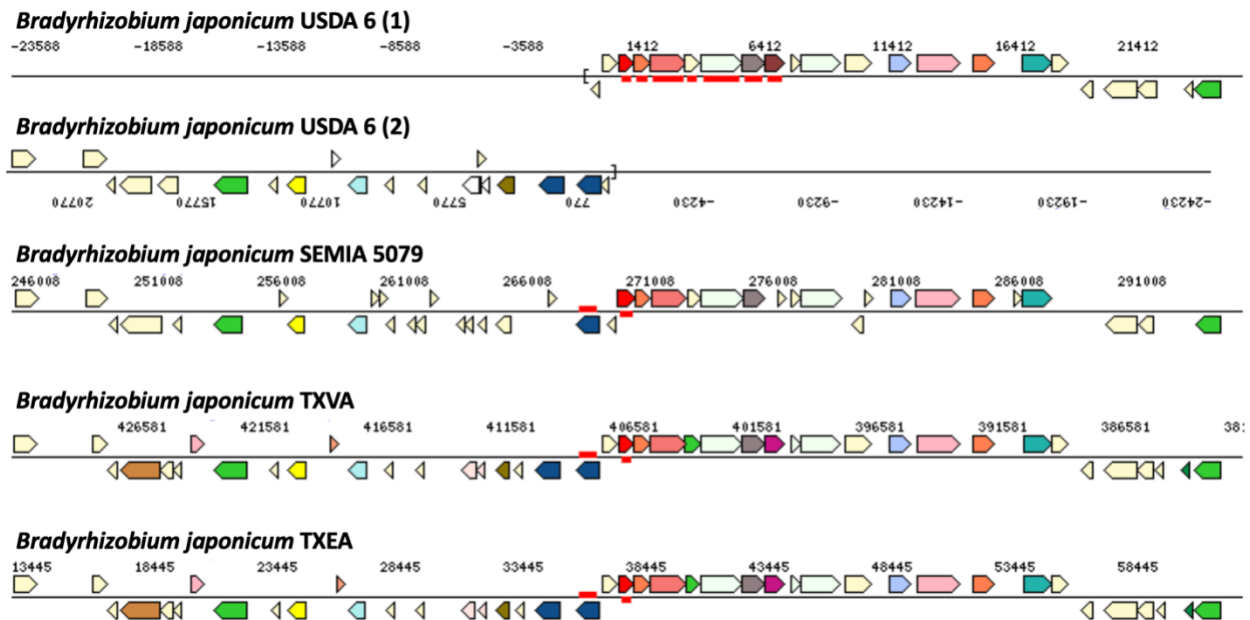 Bradyrhizobium japonicum USDA 6 (1)
-23588 -18588 -13588 -8588 -3588 1412 6412 11412 16412 21412
Bradyrhizobium japonicum USDA 6 (2)
20770 15770 10770 5770 770 -4230 -9230 -14230 -19230 -24230
Bradyrhizobium japonicum SEMIA 5079
246008 251008 256008 261008 266008 271008 276008 281008 286008 291008
Bradyrhizobium japonicum TXVA
426581 421581 416581 411581 406581 401581 396581 391581 386581 381
Bradyrhizobium japonicum TXEA
13445 18445 23445 28445 33445 38445 43445 48445 53445 58445